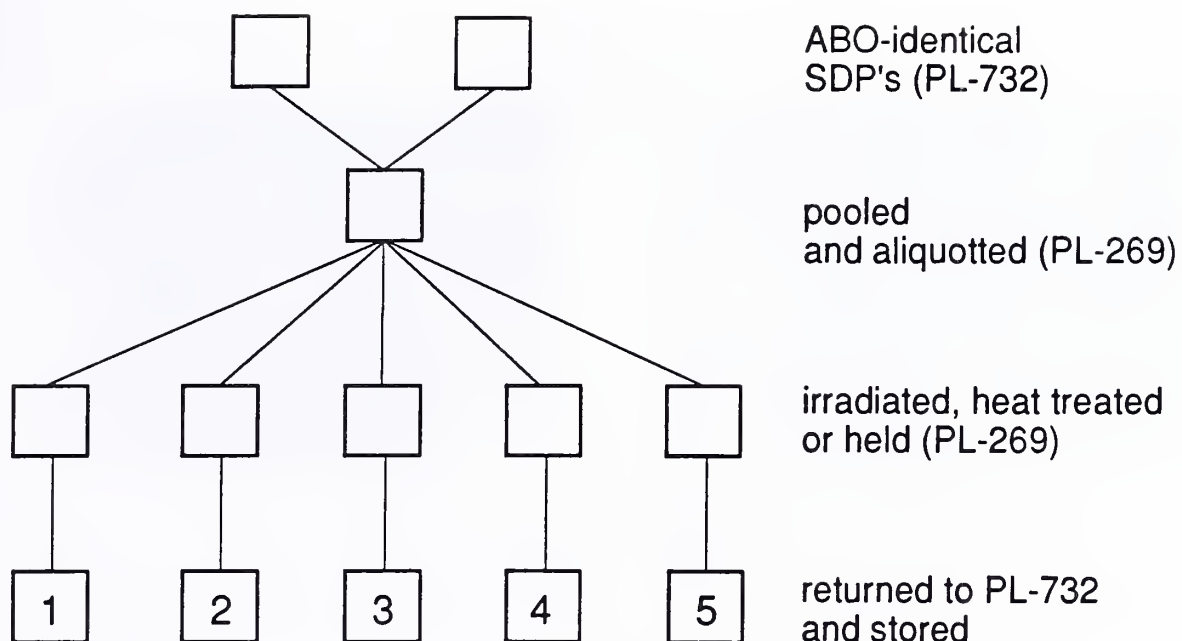 ABO-identical
SDP's (PL-732)
pooled
and aliquotted (PL-269)
irradiated, heat treated
or held (PL-269)
1 2 3 4 5
returned to PL-732
and stored